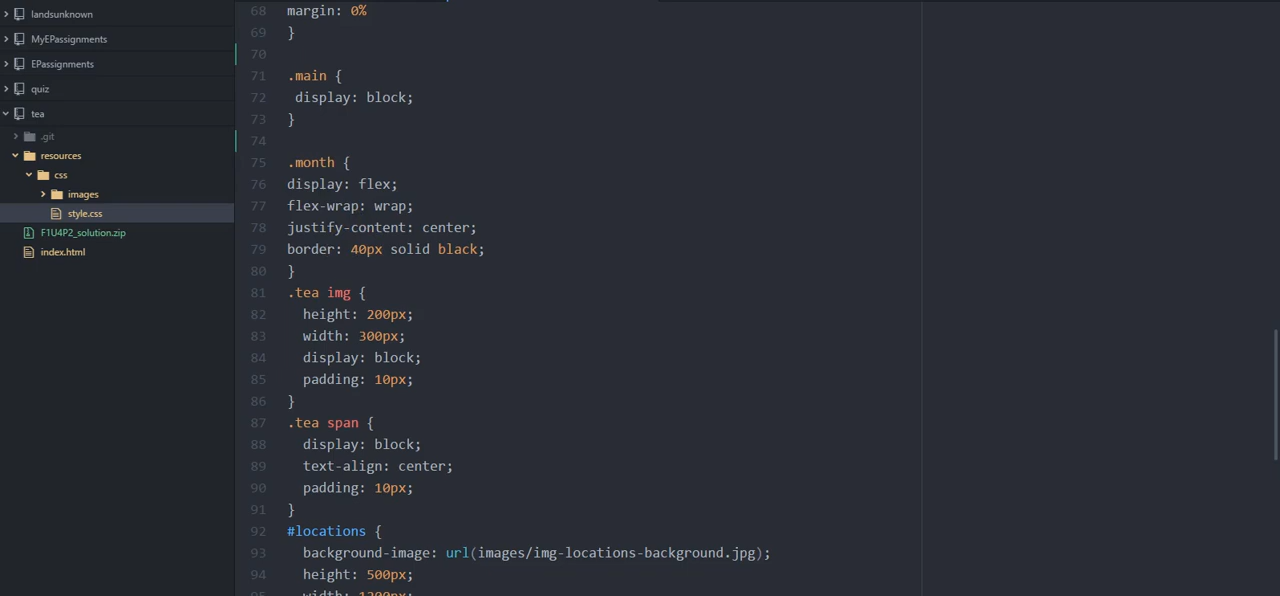 landsunknown
MyEPassignments
EPassignments
quiz
tea
.git
resources
css
images
style.css
F1U4P2_solution.zip
index.html
68 margin: 0%
69 }
70
71 .main {
72 display: block;
73 }
74
75 .month {
76 display: flex;
77 flex-wrap: wrap;
78 justify-content: center;
79 border: 40px solid black;
80 }
81 .tea img {
82 height: 200px;
83 width: 300px;
84 display: block;
85 padding: 10px;
86 }
87 .tea span {
88 display: block;
89 text-align: center;
90 padding: 10px;
91 }
92 #locations {
93 background-image: url(images/img-locations-background.jpg);
94 height: 500px;
95 width: 1200px;